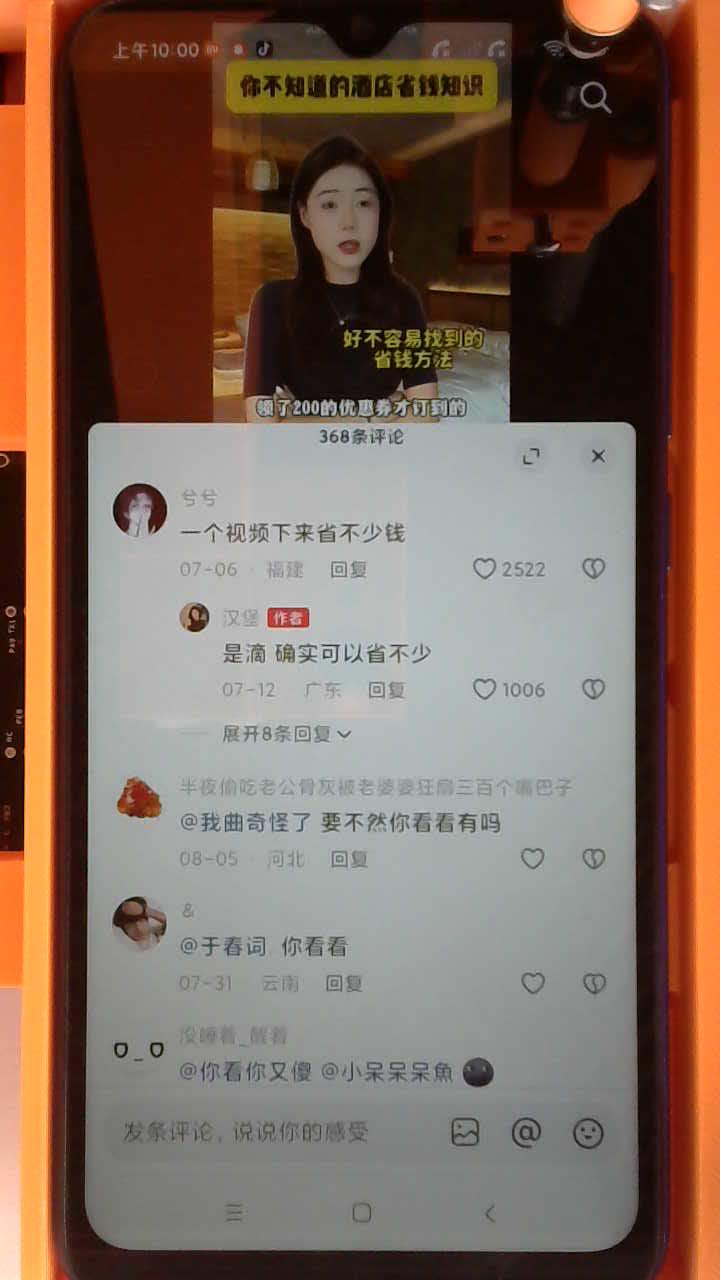 上午10:00
你不知道的酒店省钱知识
好不容易找到的
省钱方法
领了200的优惠券才订到的
368条评论
兮兮
一个视频下来省不少钱
07-06 · 福建 回复 2522
汉堡 作者
是滴 确实可以省不少
07-12 · 广东 回复 1006
展开8条回复
半夜偷吃老公骨灰被老婆婆狂扇三百个嘴巴子
@我曲奇怪了 要不然你看看有吗
08-05 · 河北 回复
&
@于春词 你看看
07-31 · 云南 回复
没睡着_醒着
@你看你又傻 @小呆呆呆魚
发条评论，说说你的感受